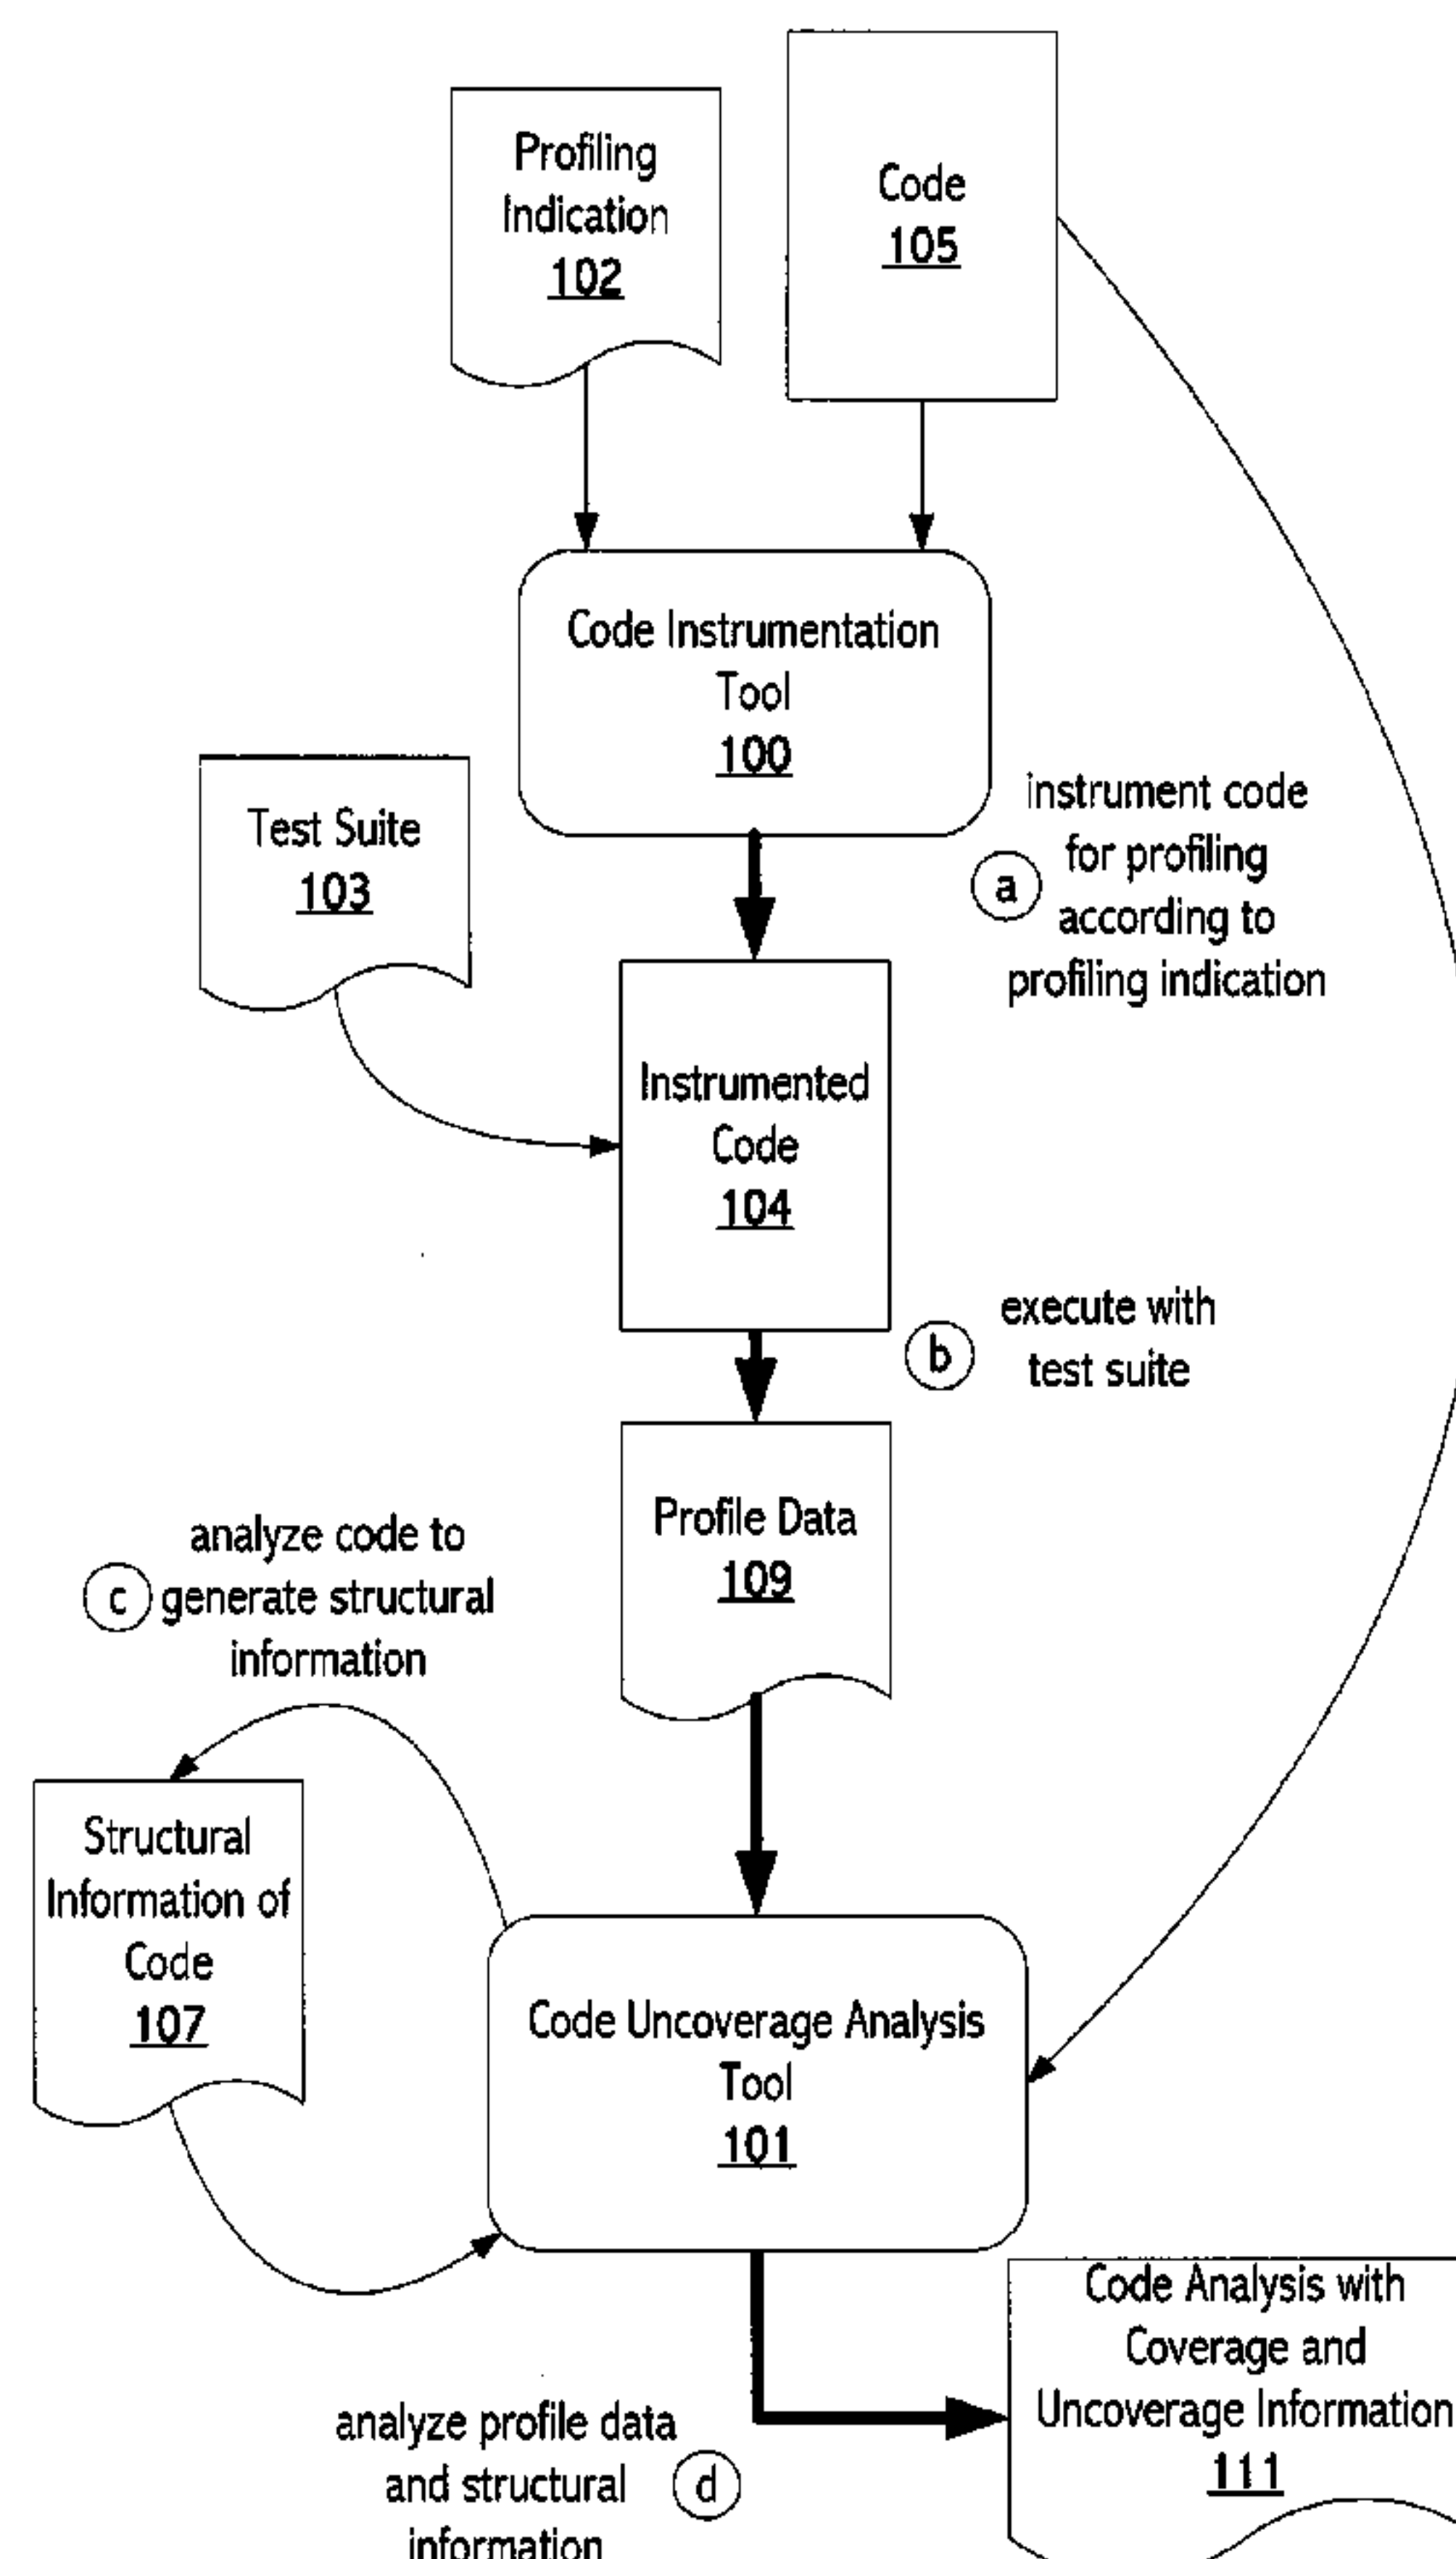 Profiling
Indication
102
Code
105
Code Instrumentation
Tool
100
Test Suite
103
a
instrument code
for profiling
according to
profiling indication
Instrumented
Code
104
b
execute with
test suite
Profile Data
109
c
analyze code to
generate structural
information
Structural
Information of
Code
107
Code Uncoverage Analysis
Tool
101
Code Analysis with
Coverage and
Uncoverage Information
111
analyze profile data
and structural
information
d